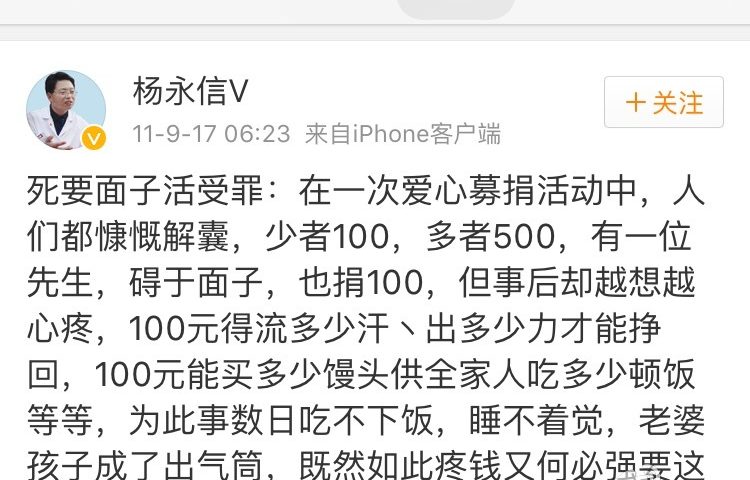 杨永信V
+关注
11-9-17 06:23 来自iPhone客户端
死要面子活受罪：在一次爱心募捐活动中，人
们都慷慨解囊，少者100，多者500，有一位
先生，碍于面子，也捐100，但事后却越想越
心疼，100元得流多少汗丶出多少力才能挣
回，100元能买多少馒头供全家人吃多少顿饭
等等，为此事数日吃不下饭，睡不着觉，老婆
孩子成了出气筒，既然如此疼钱又何必强要这